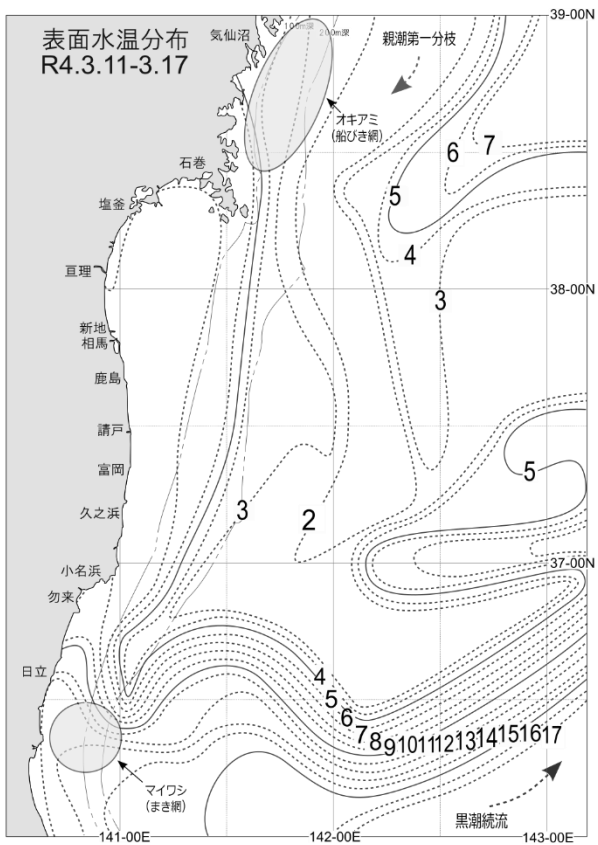 表面水温分布
R4.3.11-3.17
39-00N
気仙沼
100m深
200m深
親潮第一分枝
オキアミ
(船びき網)
7
6
石巻
5
塩釜
4
亘理
38-00N
3
新地
相馬
鹿島
請戸
富岡
5
久之浜
3
2
小名浜
37-00N
勿来
日立
4
5
6
7
8
9
10
11
12
13
14
15
16
17
マイワシ
(まき網)
黒潮続流
141-00E
142-00E
143-00E